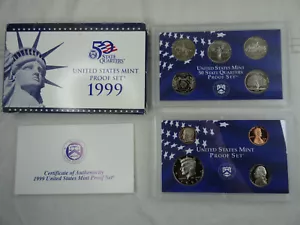 50
STATE
QUARTERS
UNITED STATES MINT
PROOF SET
1999
UNITED STATES MINT
50 STATE QUARTERS
PROOF SET
UNITED STATES MINT
PROOF SET
Certificate of Authenticity
1999 United States Mint Proof Set